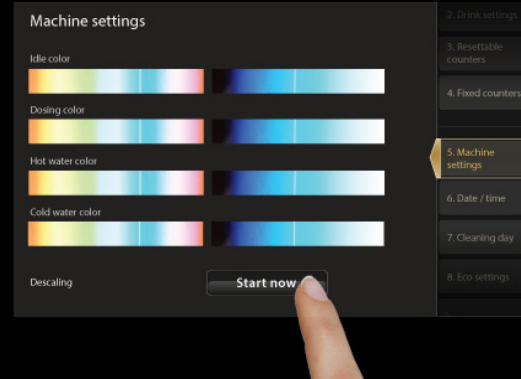 Machine settings
Idle color
Dosing color
Hot water color
Cold water color
Descaling
Start now
2. Drink settings
3. Resettable
counters
4. Fixed counters
5. Machine
settings
6. Date / time
7. Cleaning day
8. Eco settings